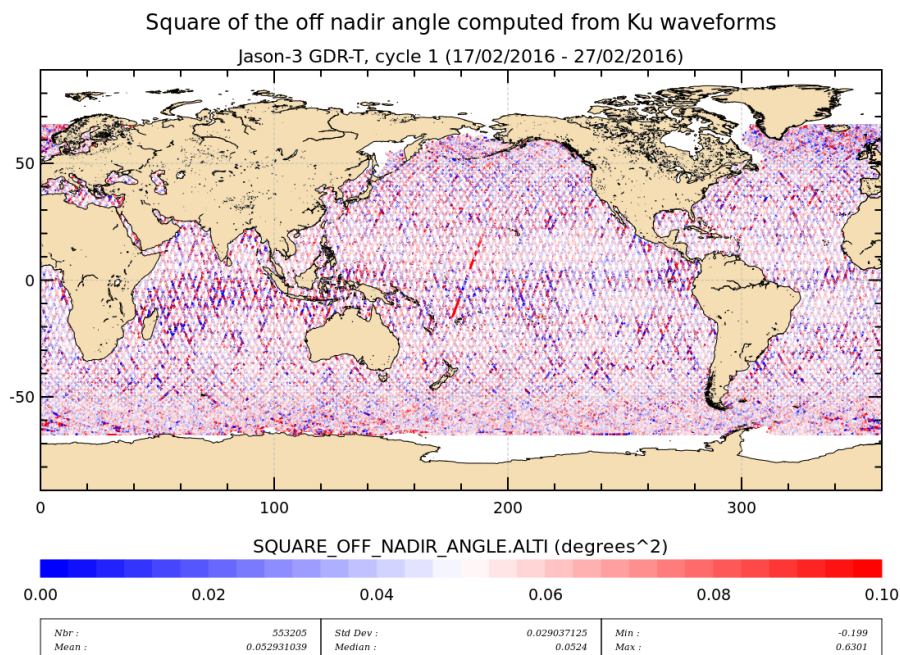 Square of the off nadir angle computed from Ku waveforms
Jason-3 GDR-T, cycle 1 (17/02/2016 - 27/02/2016)
50
0
-50
0 100 200 300
SQUARE_OFF_NADIR_ANGLE.ALTI (degrees^2)
0.00 0.02 0.04 0.06 0.08 0.10
Nbr : 553205 Std Dev : 0.029037125 Min : -0.199
Mean : 0.052931039 Median : 0.0524 Max : 0.6301